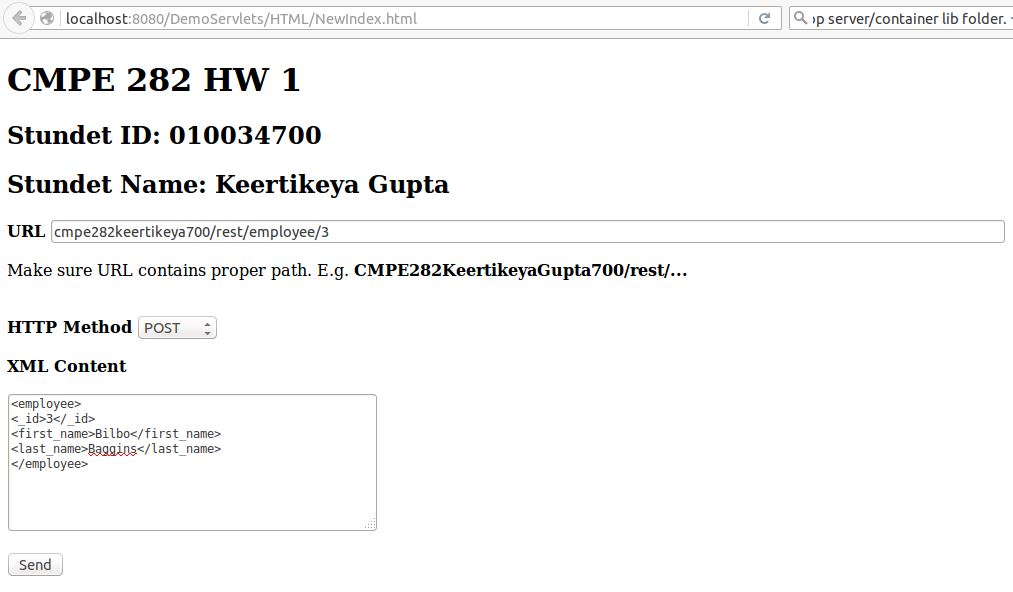 localhost:8080/DemoServlets/HTML/NewIndex.html
op server/container lib folder.
CMPE 282 HW 1
Stundet ID: 010034700
Stundet Name: Keertikeya Gupta
URL cmpe282keertikeya700/rest/employee/3
Make sure URL contains proper path. E.g. CMPE282KeertikeyaGupta700/rest/...
HTTP Method POST
XML Content
<employee>
<_id>3</_id>
<first_name>Bilbo</first_name>
<last_name>Baggins</last_name>
</employee>
Send